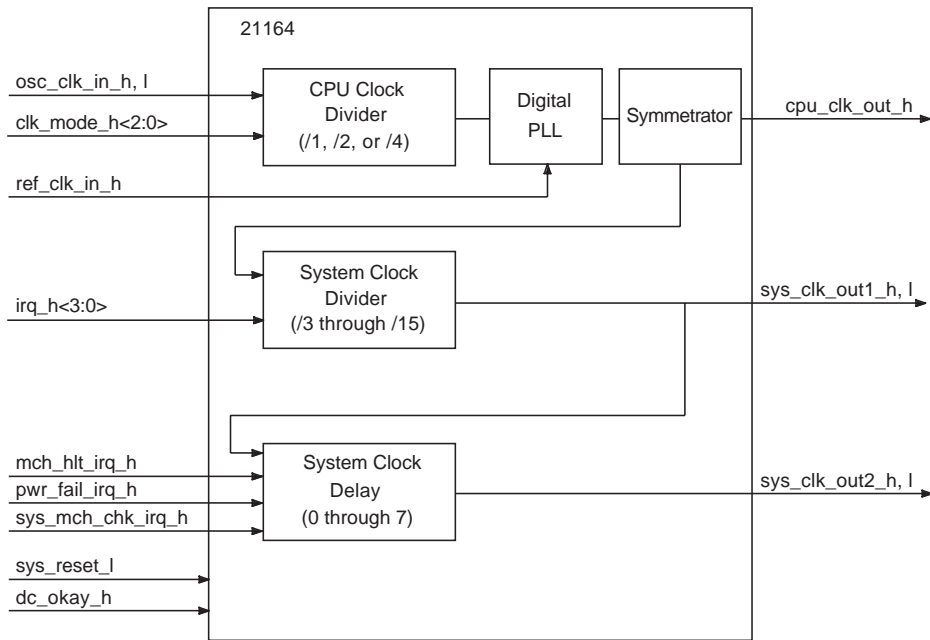 21164
osc_clk_in_h, l
clk_mode_h<2:0>
ref_clk_in_h
CPU Clock
Divider
(/1, /2, or /4)
Digital
PLL
Symmetrator
cpu_clk_out_h
irq_h<3:0>
System Clock
Divider
(/3 through /15)
sys_clk_out1_h, l
mch_hlt_irq_h
pwr_fail_irq_h
sys_mch_chk_irq_h
System Clock
Delay
(0 through 7)
sys_clk_out2_h, l
sys_reset_l
dc_okay_h